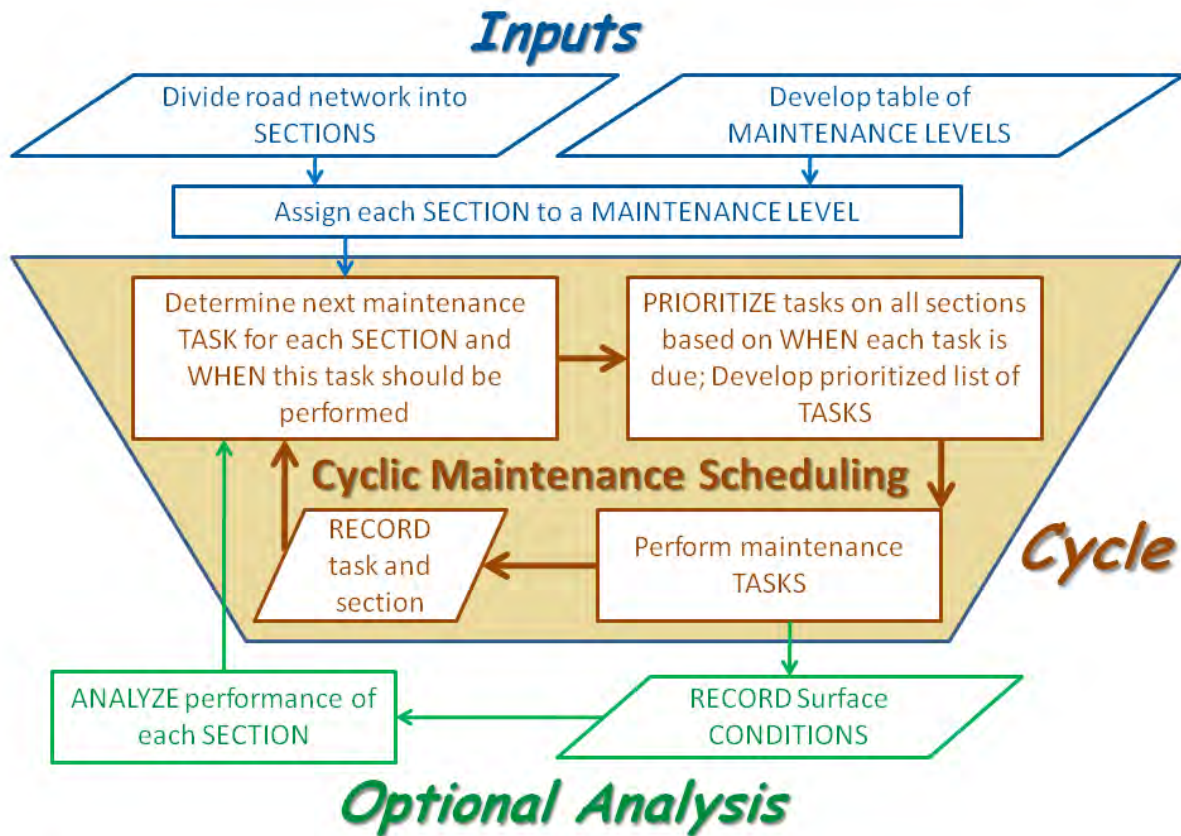 Inputs
Divide road network into
SECTIONS
Develop table of
MAINTENANCE LEVELS
Assign each SECTION to a MAINTENANCE LEVEL
Determine next maintenance
TASK for each SECTION and
WHEN this task should be
performed
PRIORITIZE tasks on all sections
based on WHEN each task is
due; Develop prioritized list of
TASKS
Cyclic Maintenance Scheduling
RECORD
task and
section
Perform maintenance
TASKS
Cycle
ANALYZE performance of
each SECTION
RECORD Surface
CONDITIONS
Optional Analysis